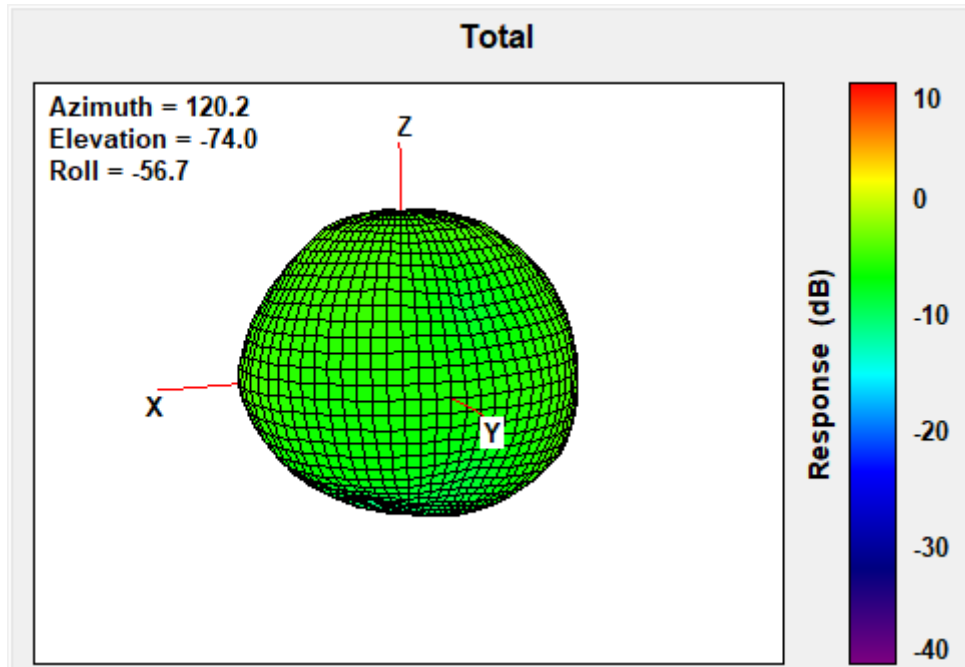 Total
Azimuth = 120.2
Elevation = -74.0
Roll = -56.7
Z
X
Y
10
0
-10
-20
-30
-40
Response (dB)